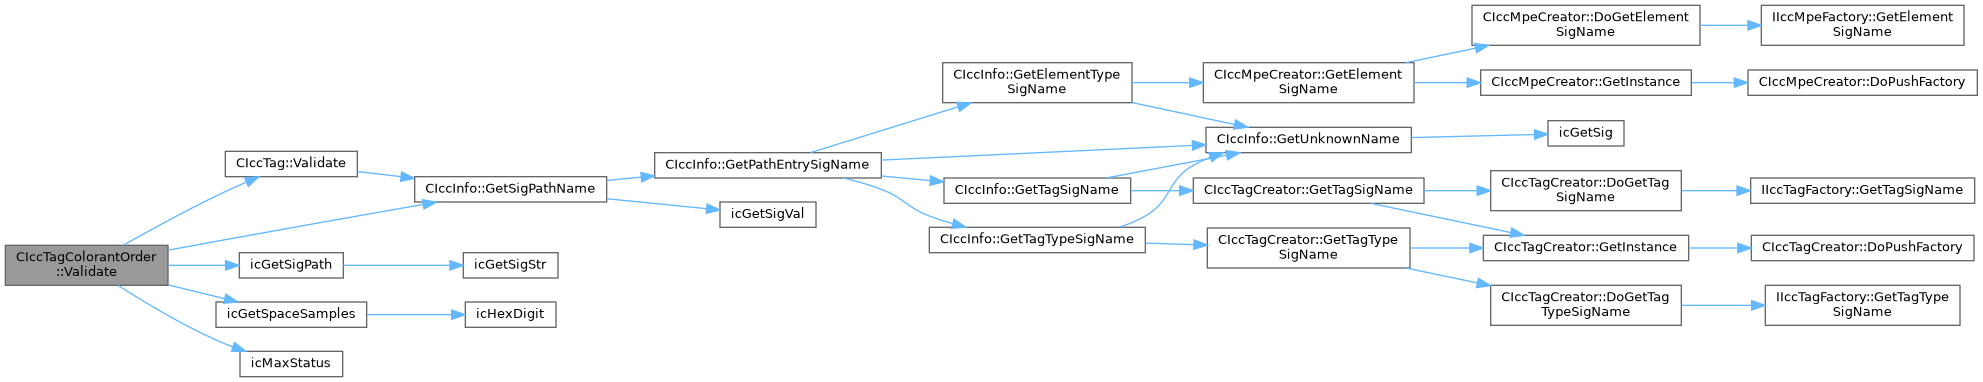 CIccTagColorantOrder
::Validate
CIccTag::Validate
icGetSigPath
icGetSpaceSamples
icMaxStatus
CIccInfo::GetSigPathName
icGetSigStr
icHexDigit
CIccInfo::GetPathEntrySigName
icGetSigVal
CIccInfo::GetElementType
SigName
CIccInfo::GetTagSigName
CIccInfo::GetTagTypeSigName
CIccMpeCreator::GetElement
SigName
CIccInfo::GetUnknownName
CIccTagCreator::GetTagSigName
CIccTagCreator::GetTagType
SigName
CIccMpeCreator::DoGetElement
SigName
CIccMpeCreator::GetInstance
icGetSig
CIccTagCreator::DoGetTag
SigName
CIccTagCreator::GetInstance
CIccTagCreator::DoGetTag
TypeSigName
IIccMpeFactory::GetElement
SigName
CIccMpeCreator::DoPushFactory
IIccTagFactory::GetTagSigName
CIccTagCreator::DoPushFactory
IIccTagFactory::GetTagType
SigName